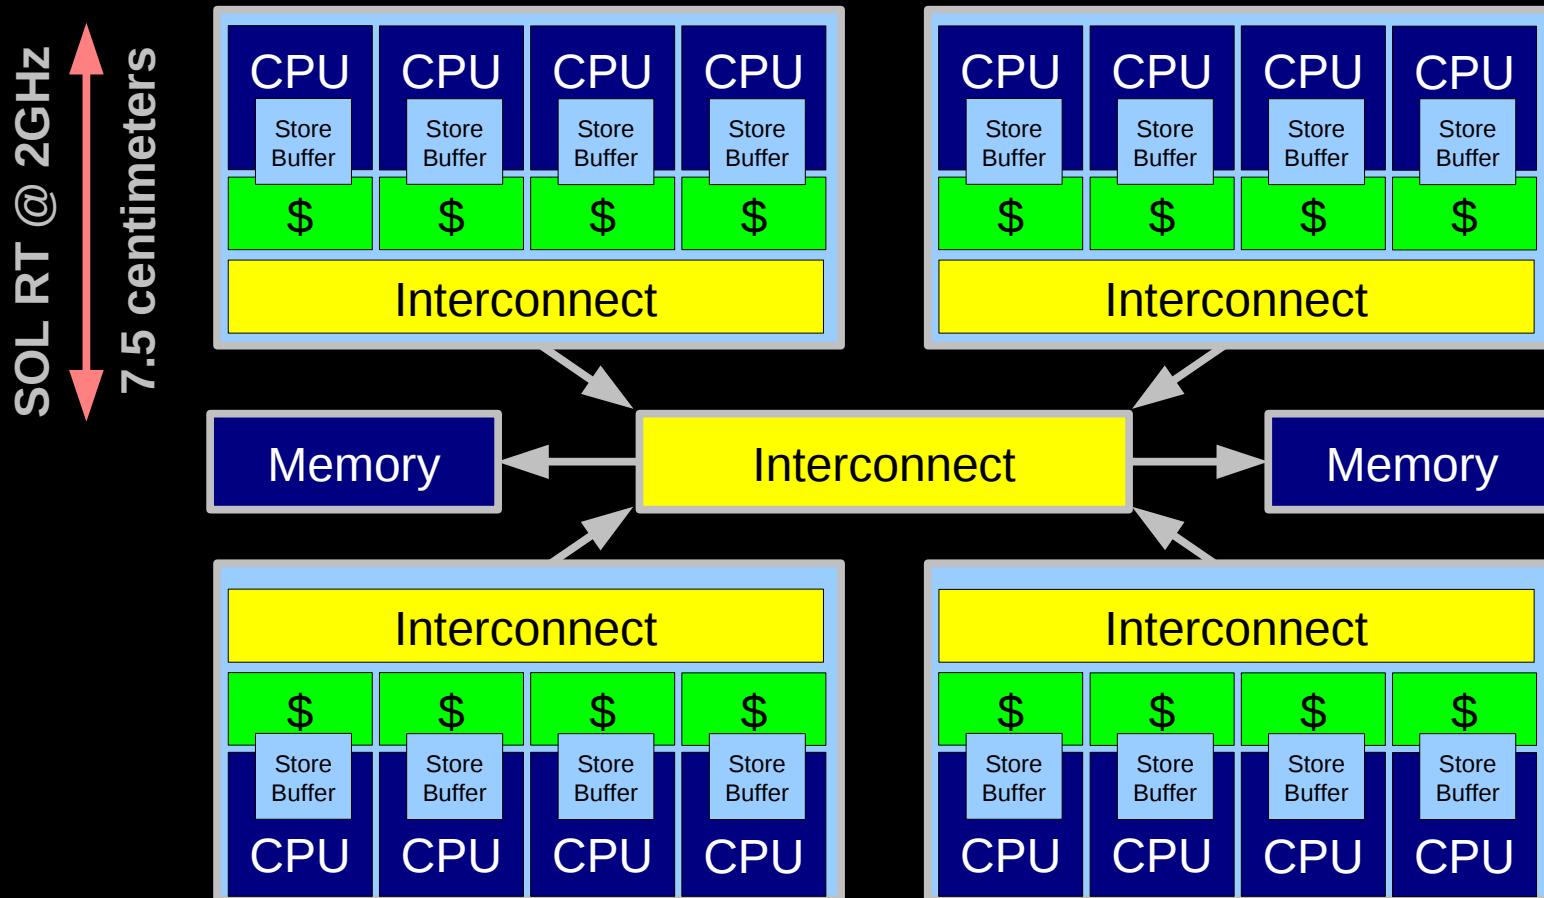 SOL RT @ 2GHz
7.5 centimeters
CPU CPU CPU CPU CPU CPU CPU CPU
Store Store Store Store Store Store Store Store
Buffer Buffer Buffer Buffer Buffer Buffer Buffer Buffer
$ $ $ $ $ $ $ $
Interconnect Interconnect
Memory Interconnect Memory
Interconnect Interconnect
$ $ $ $ $ $ $ $
Store Store Store Store Store Store Store Store
Buffer Buffer Buffer Buffer Buffer Buffer Buffer Buffer
CPU CPU CPU CPU CPU CPU CPU CPU